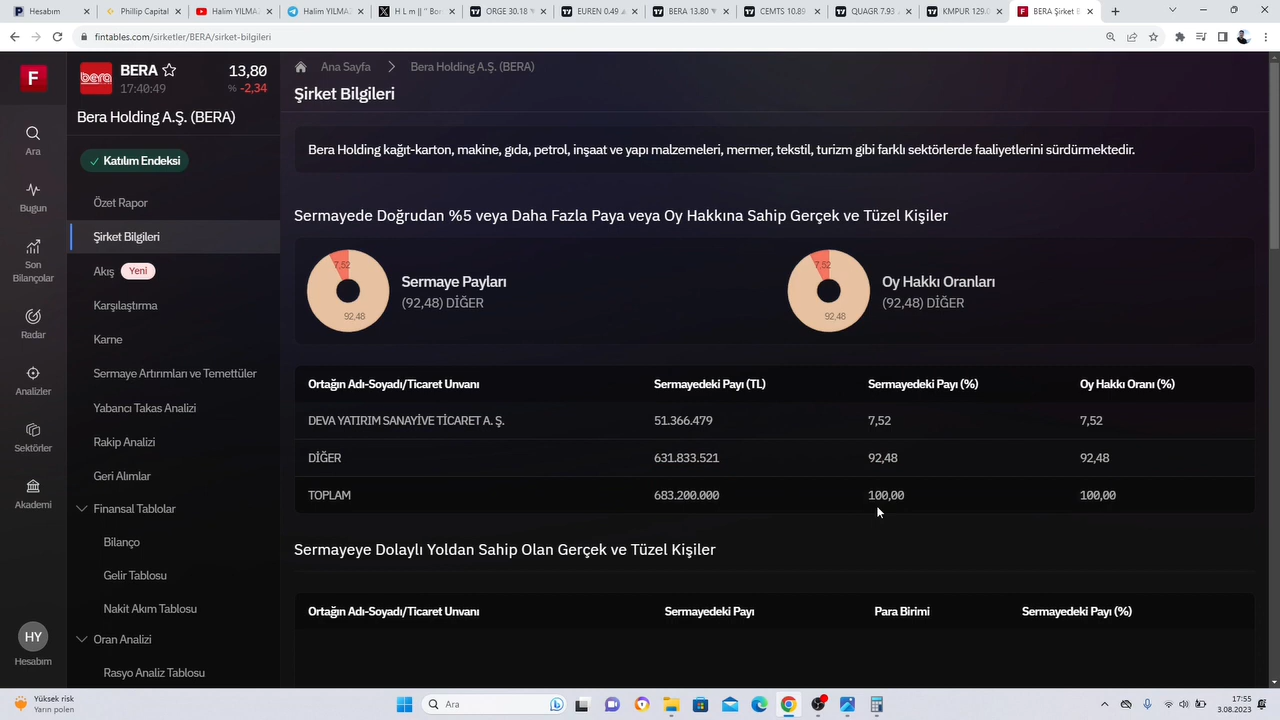 Hesabım
Phillip Capital
Halim YILMAZ
Halim YILMAZ
H L m || " Bors
ORGE 30.18
EUREN 0.49
BERA 13.80
CEMTS 10.89
QUAGR 7.93
KMPUR 129.0
BERA Şirket B
fintables.com/sirketler/BERA/sirket-bilgileri
F
Ara
Bugün
Son
Bilançolar
Radar
Analizler
Sektörler
Akademi
HY
Hesabım
bera
BERA
13,80
17:40:49
% -2,34
Bera Holding A.Ş. (BERA)
Katılım Endeksi
Özet Rapor
Şirket Bilgileri
Akış Yeni
Karşılaştırma
Karne
Sermaye Artırımları ve Temettüler
Yabancı Takas Analizi
Rakip Analizi
Geri Alımlar
Finansal Tablolar
Bilanço
Gelir Tablosu
Nakit Akım Tablosu
Oran Analizi
Rasyo Analiz Tablosu
Ana Sayfa Bera Holding A.Ş. (BERA)
Şirket Bilgileri
Bera Holding kağıt-karton, makine, gıda, petrol, inşaat ve yapı malzemeleri, mermer, tekstil, turizm gibi farklı sektörlerde faaliyetlerini sürdürmektedir.
Sermayede Doğrudan %5 veya Daha Fazla Paya veya Oy Hakkına Sahip Gerçek ve Tüzel Kişiler
7,52
92,48
Sermaye Payları
(92,48) DİĞER
7,52
92,48
Oy Hakkı Oranları
(92,48) DİĞER
Ortağın Adı-Soyadı/Ticaret Unvanı Sermayedeki Payı (TL) Sermayedeki Payı (%) Oy Hakkı Oranı (%)
DEVA YATIRIM SANAYİVE TİCARET A. Ş. 51.366.479 7,52 7,52
DİĞER 631.833.521 92,48 92,48
TOPLAM 683.200.000 100,00 100,00
Sermayeye Dolaylı Yoldan Sahip Olan Gerçek ve Tüzel Kişiler
Ortağın Adı-Soyadı/Ticaret Unvanı Sermayedeki Payı Para Birimi Sermayedeki Payı (%)
Yüksek risk
Yarın polen
Ara
17:55
3.08.2023